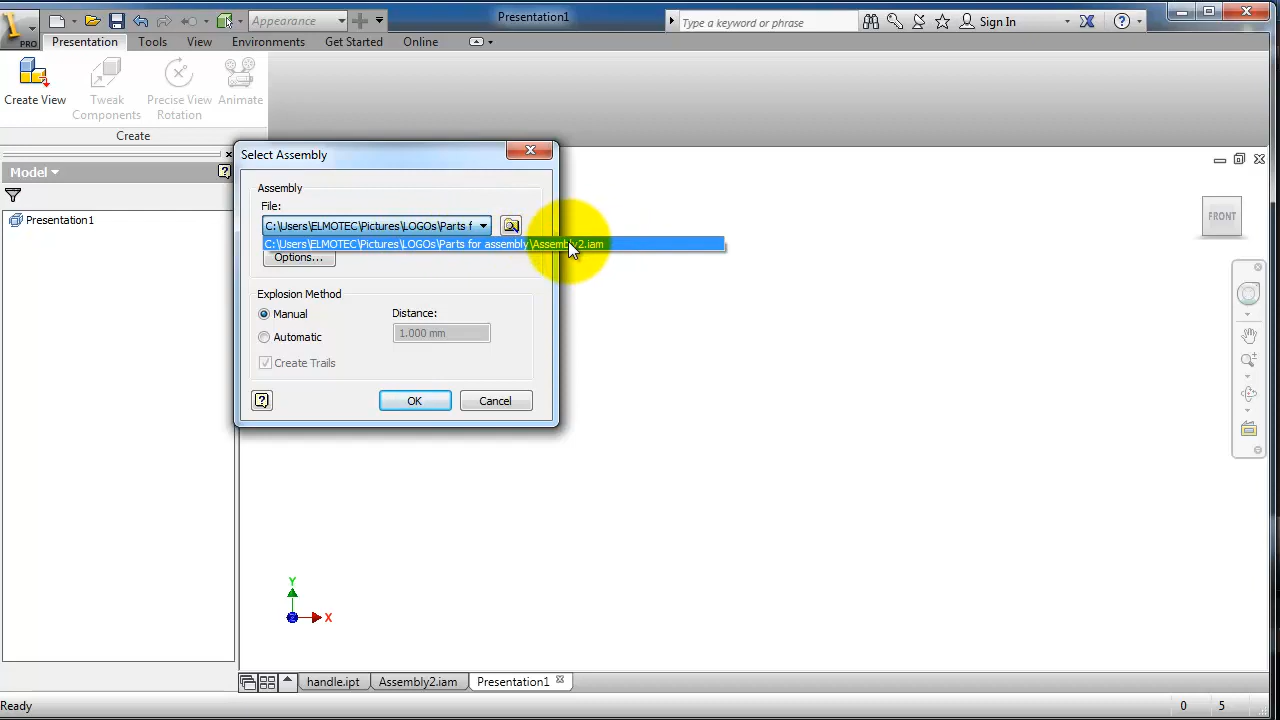 Appearance
Presentation1
Type a keyword or phrase
Sign In
PRO
Presentation
Tools
View
Environments
Get Started
Online
Create View
Tweak
Components
Precise View
Rotation
Animate
Create
Model
Presentation1
Select Assembly
Assembly
File:
C:\Users\ELMOTEC\Pictures\LOGOs\Parts f
C:\Users\ELMOTEC\Pictures\LOGOs\Parts for assembly\Assembly2.iam
Options...
Explosion Method
Manual
Distance:
Automatic
1.000 mm
Create Trails
OK
Cancel
FRONT
Y
X
handle.ipt
Assembly2.iam
Presentation1
Ready
0
5